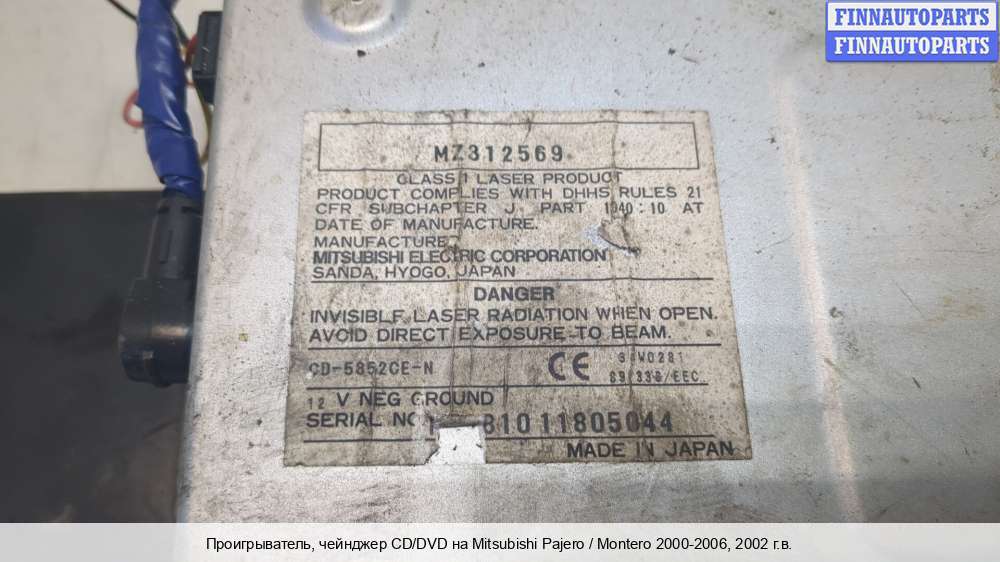 FINNAUTOPARTS
FINNAUTOPARTS
MZ312569
CLASS 1 LASER PRODUCT
PRODUCT COMPLIES WITH DHHS RULES 21
CFR SUBCHAPTER J, PART 1040:10 AT
DATE OF MANUFACTURE.
MANUFACTURE
MITSUBISHI ELECTRIC CORPORATION
SANDA, HYOGO, JAPAN
DANGER
INVISIBLE LASER RADIATION WHEN OPEN.
AVOID DIRECT EXPOSURE TO BEAM.
CD-5852CE-N
CE
89/336/EEC
12 V NEG GROUND
SERIAL NO 11805044
MADE IN JAPAN
Проигрыватель, чейнджер CD/DVD на Mitsubishi Pajero / Montero 2000-2006, 2002 г.в.